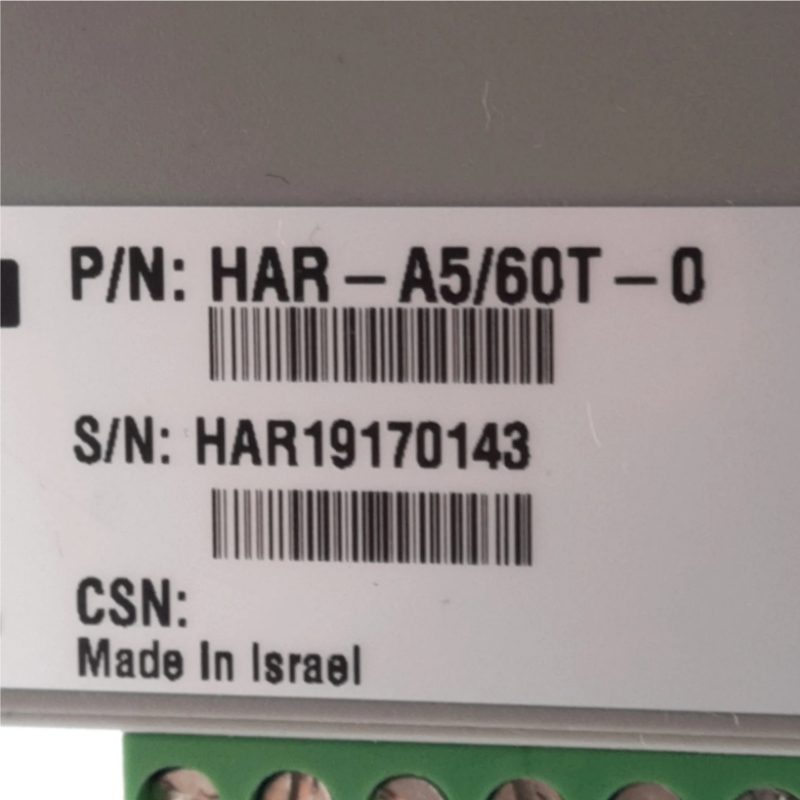 P/N: HAR – A5/60T – 0
S/N: HAR19170143
CSN:
Made In Israel